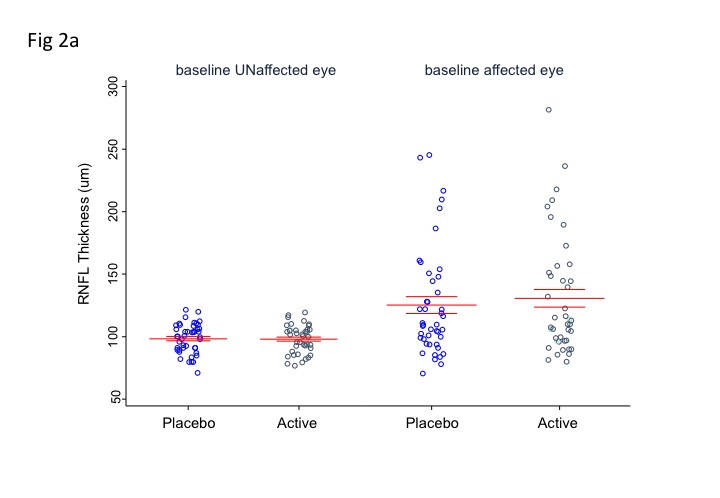 Fig 2a
baseline UNaffected eye
baseline affected eye
RNFL Thickness (um)
300
250
200
150
100
50
Placebo
Active
Placebo
Active